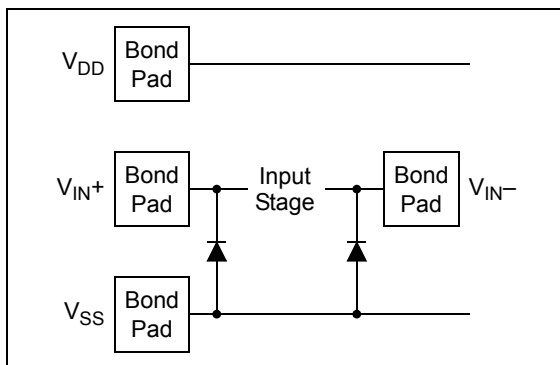 V_DD Bond Pad
V_IN+ Bond Pad Input Stage Bond Pad V_IN–
V_SS Bond Pad